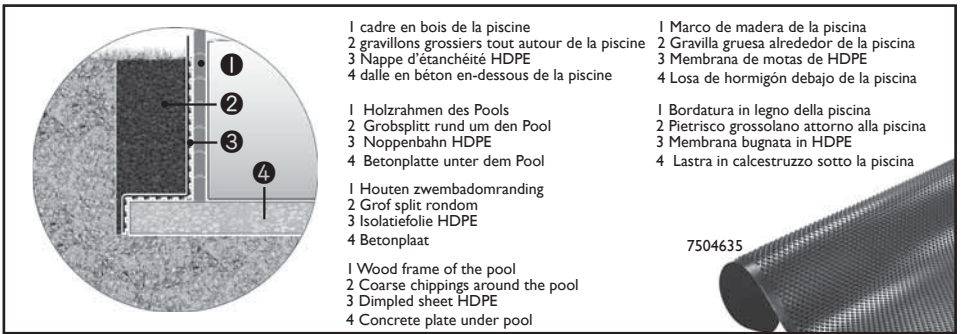 1
2
3
4
1 cadre en bois de la piscine
2 gravillons grossiers tout autour de la piscine
3 Nappe d'étanchéité HDPE
4 dalle en béton en-dessous de la piscine
1 Holzrahmen des Pools
2 Grobsplitt rund um den Pool
3 Noppenbahn HDPE
4 Betonplatte unter dem Pool
1 Houten zwembadomranding
2 Grof split rondom
3 Isolatiefolie HDPE
4 Betonplaat
1 Wood frame of the pool
2 Coarse chippings around the pool
3 Dimpled sheet HDPE
4 Concrete plate under pool
1 Marco de madera de la piscina
2 Gravilla gruesa alrededor de la piscina
3 Membrana de motas de HDPE
4 Losa de hormigón debajo de la piscina
1 Bordatura in legno della piscina
2 Pietrisco grossolano attorno alla piscina
3 Membrana bugnata in HDPE
4 Lastra in calcestruzzo sotto la piscina
7504635